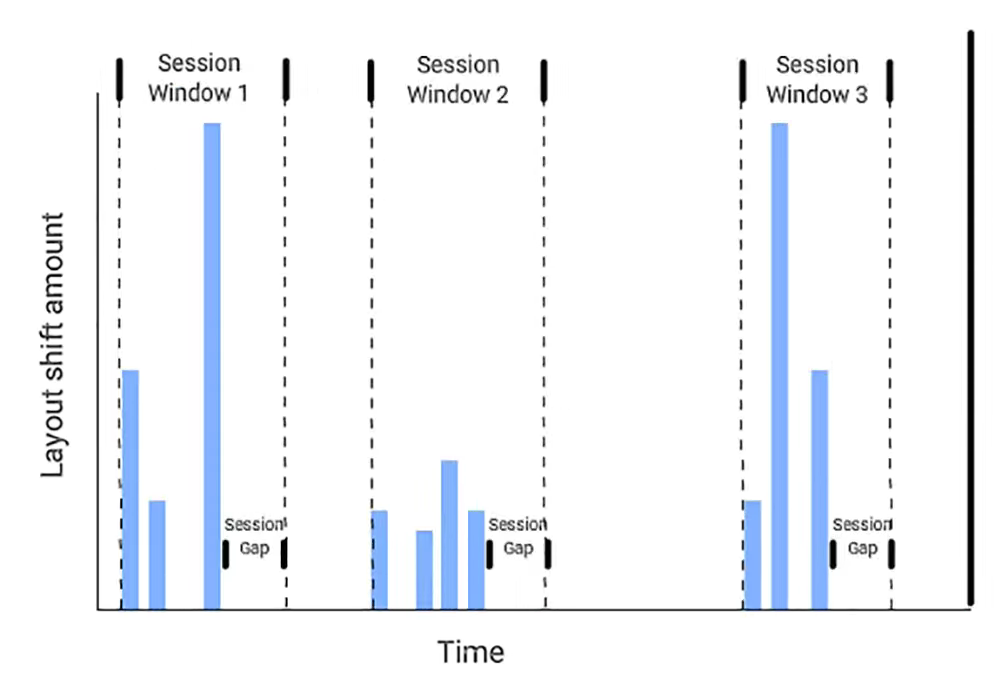 Session
Window 1
Session
Window 2
Session
Window 3
Layout shift amount
Session
Gap
Session
Gap
Session
Gap
Time